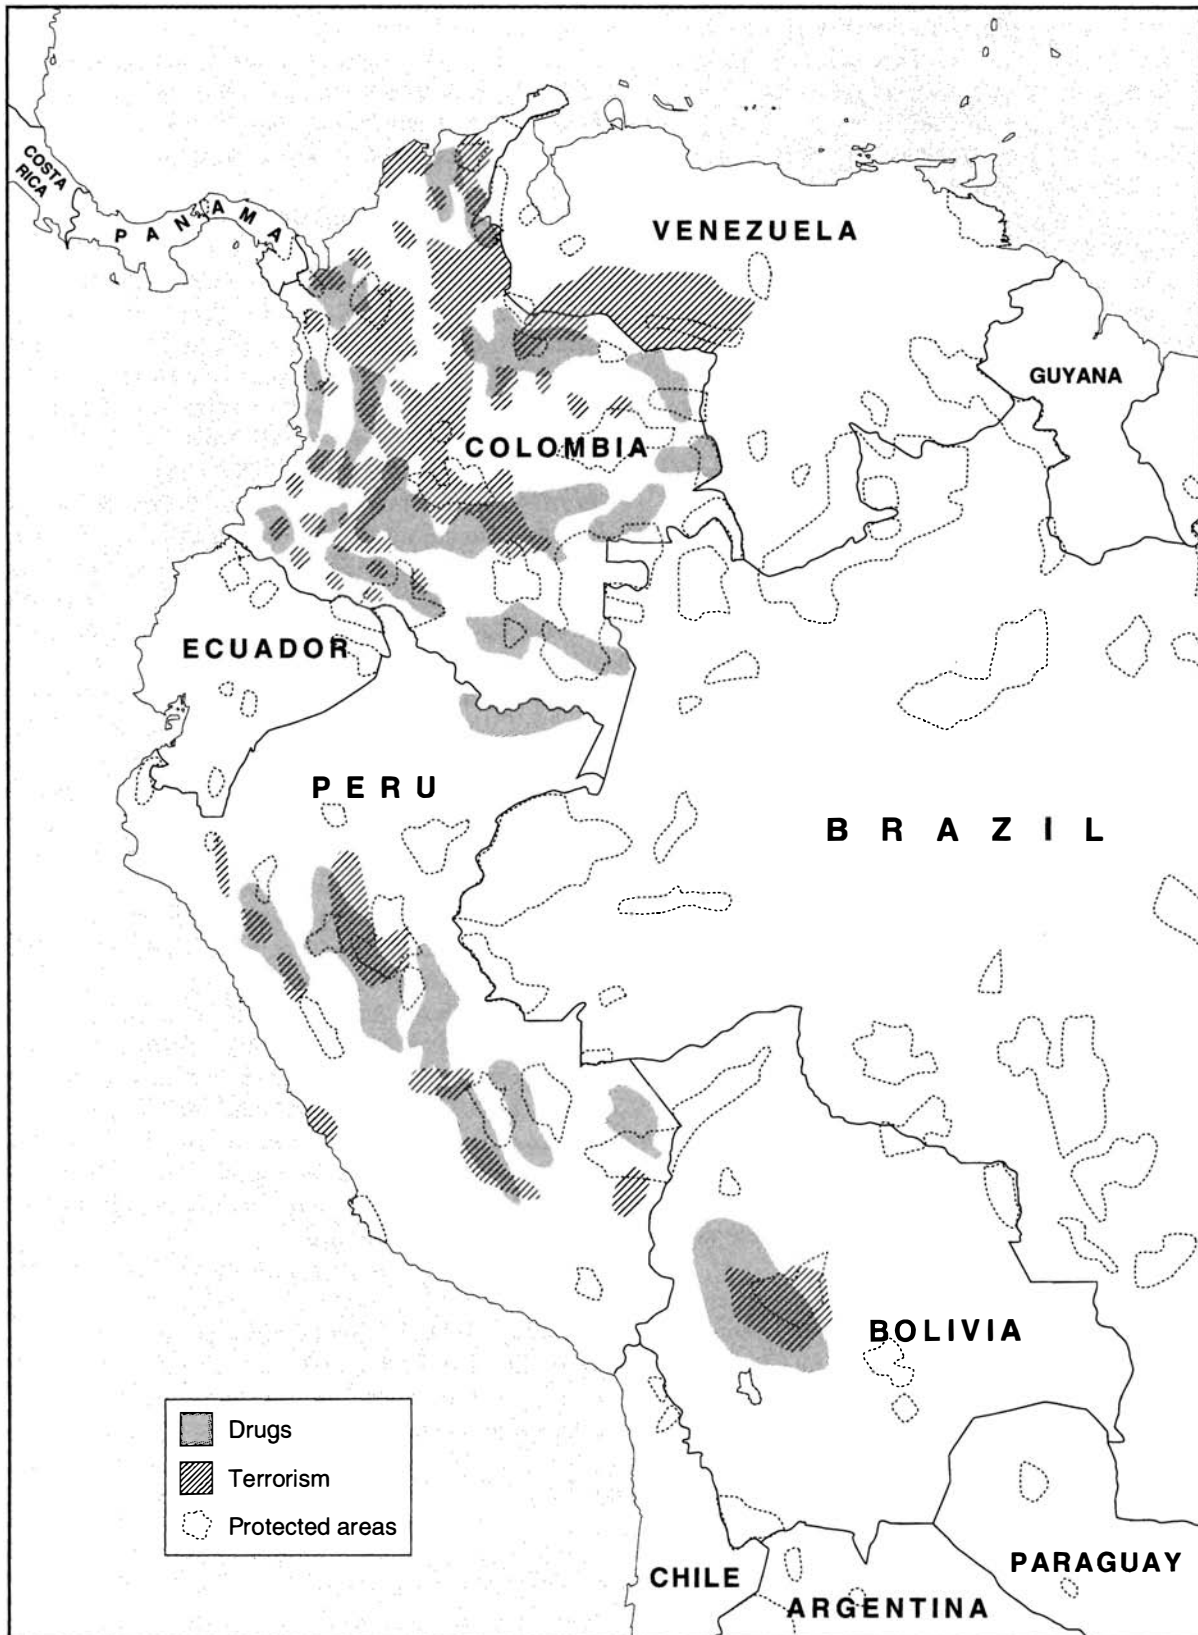 COSTA
RICA
PANAMA
VENEZUELA
GUYANA
COLOMBIA
ECUADOR
PERU
BRAZIL
BOLIVIA
Drugs
Terrorism
Protected areas
CHILE
PARAGUAY
ARGENTINA